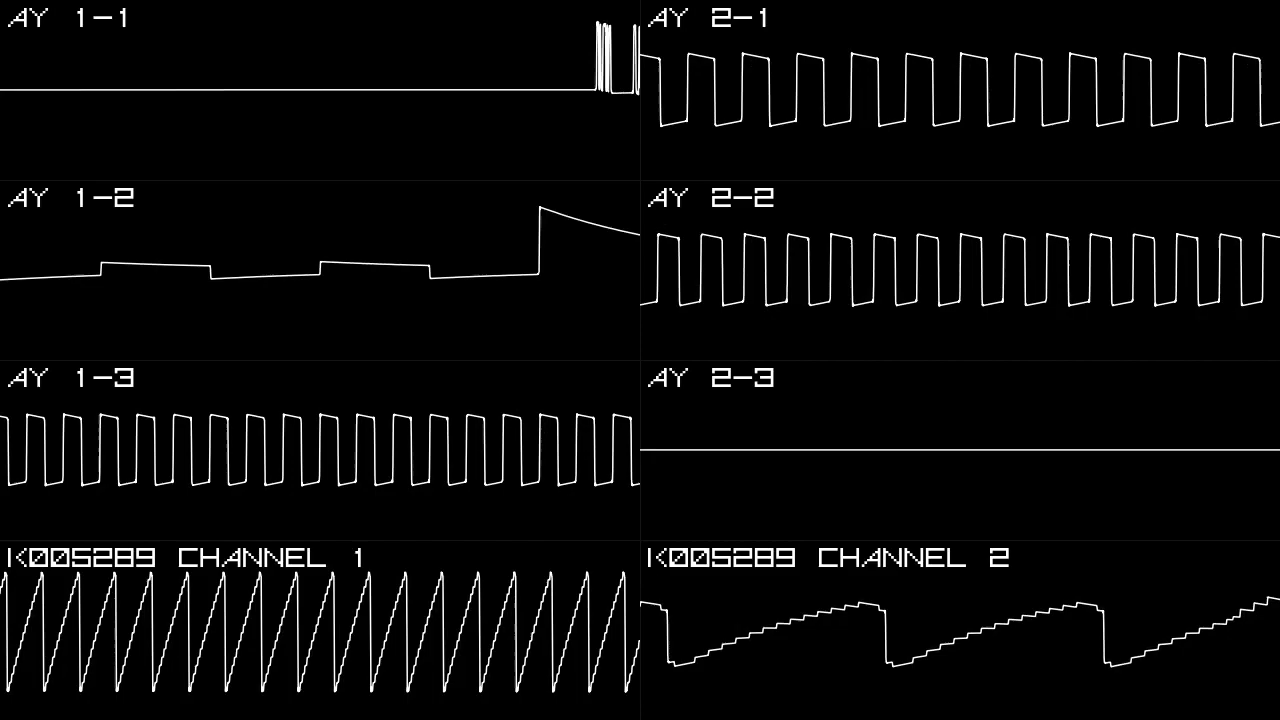 AY 1-1
AY 2-1
AY 1-2
AY 2-2
AY 1-3
AY 2-3
K005289 CHANNEL 1
K005289 CHANNEL 2